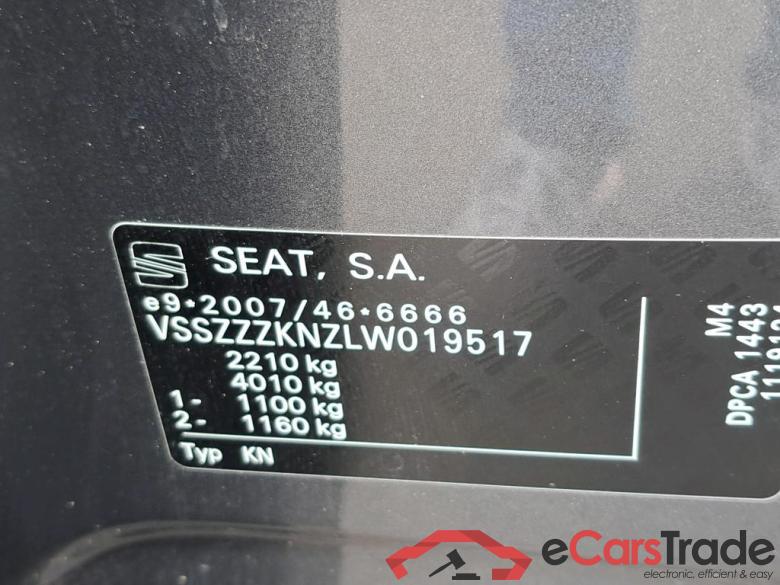 SEAT, S.A.
e9*2007/46*6666
VSSZZZKNZLW019517
2210 kg
4010 kg
1- 1100 kg
2- 1160 kg
Typ KN
M4
DPCA 1443
eCarsTrade
electronic, efficient & easy